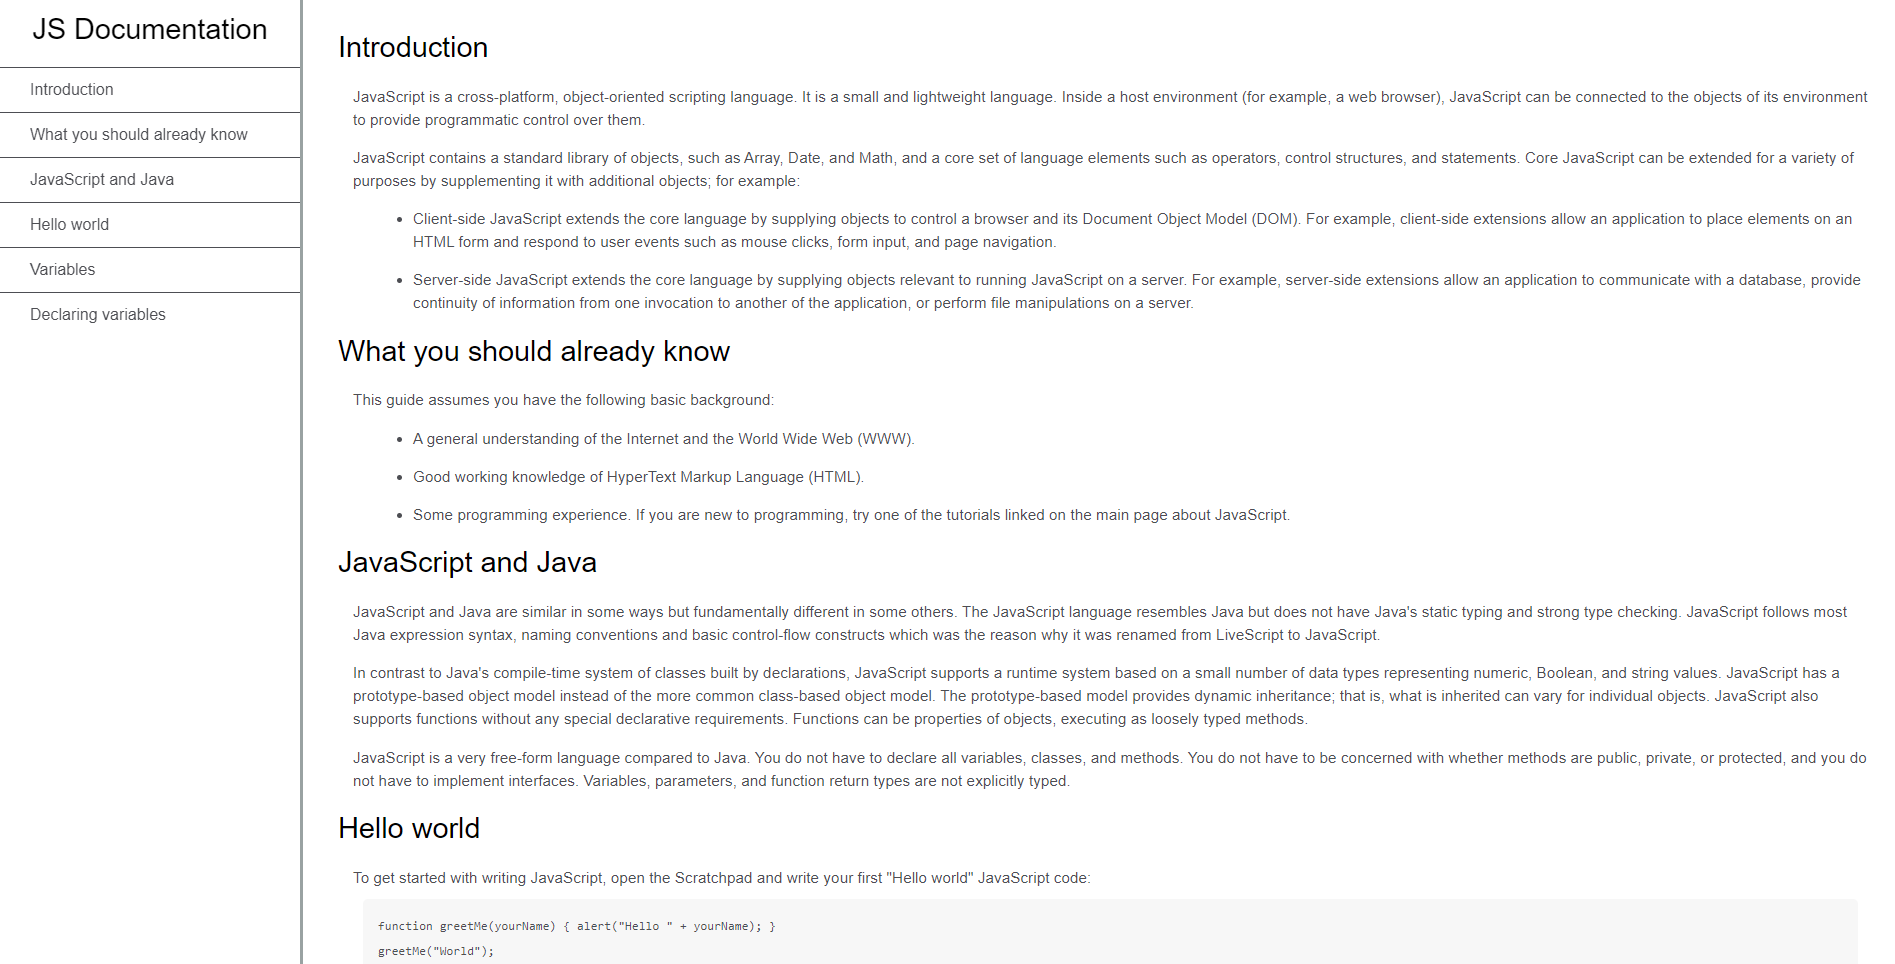 JS Documentation
Introduction
What you should already know
JavaScript and Java
Hello world
Variables
Declaring variables
Introduction
JavaScript is a cross-platform, object-oriented scripting language. It is a small and lightweight language. Inside a host environment (for example, a web browser), JavaScript can be connected to the objects of its environment
to provide programmatic control over them.
JavaScript contains a standard library of objects, such as Array, Date, and Math, and a core set of language elements such as operators, control structures, and statements. Core JavaScript can be extended for a variety of
purposes by supplementing it with additional objects; for example:
• Client-side JavaScript extends the core language by supplying objects to control a browser and its Document Object Model (DOM). For example, client-side extensions allow an application to place elements on an
HTML form and respond to user events such as mouse clicks, form input, and page navigation.
• Server-side JavaScript extends the core language by supplying objects relevant to running JavaScript on a server. For example, server-side extensions allow an application to communicate with a database, provide
continuity of information from one invocation to another of the application, or perform file manipulations on a server.
What you should already know
This guide assumes you have the following basic background:
• A general understanding of the Internet and the World Wide Web (WWW).
• Good working knowledge of HyperText Markup Language (HTML).
• Some programming experience. If you are new to programming, try one of the tutorials linked on the main page about JavaScript.
JavaScript and Java
JavaScript and Java are similar in some ways but fundamentally different in some others. The JavaScript language resembles Java but does not have Java's static typing and strong type checking. JavaScript follows most
Java expression syntax, naming conventions and basic control-flow constructs which was the reason why it was renamed from LiveScript to JavaScript.
In contrast to Java's compile-time system of classes built by declarations, JavaScript supports a runtime system based on a small number of data types representing numeric, Boolean, and string values. JavaScript has a
prototype-based object model instead of the more common class-based object model. The prototype-based model provides dynamic inheritance; that is, what is inherited can vary for individual objects. JavaScript also
supports functions without any special declarative requirements. Functions can be properties of objects, executing as loosely typed methods.
JavaScript is a very free-form language compared to Java. You do not have to declare all variables, classes, and methods. You do not have to be concerned with whether methods are public, private, or protected, and you do
not have to implement interfaces. Variables, parameters, and function return types are not explicitly typed.
Hello world
To get started with writing JavaScript, open the Scratchpad and write your first "Hello world" JavaScript code:
function greetMe(yourName) { alert("Hello " + yourName); }
greetMe("World");